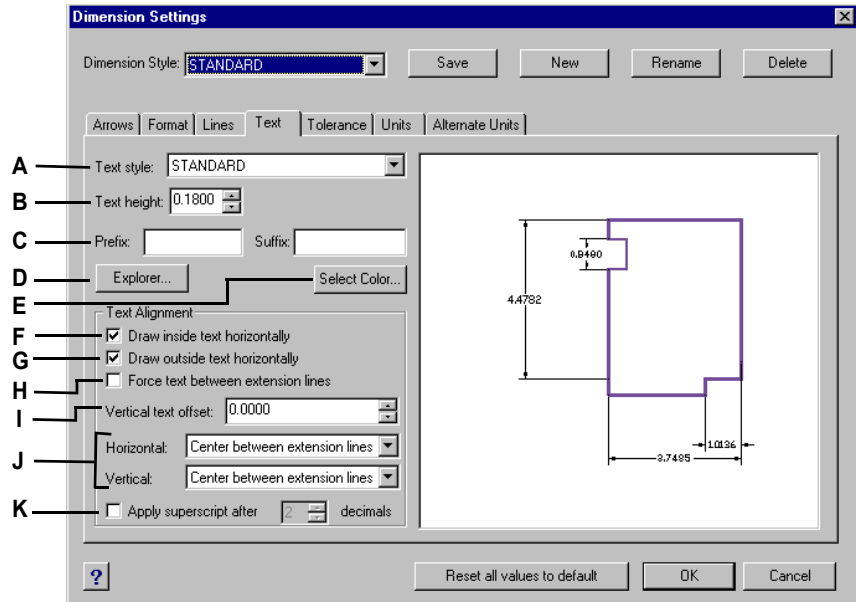 Dimension Settings
Dimension Style: STANDARD Save New Rename Delete
Arrows Format Lines Text Tolerance Units Alternate Units
A Text style: STANDARD
B Text height: 0.1800
C Prefix: Suffix:
D Explorer... Select Color...
E
Text Alignment
F Draw inside text horizontally
G Draw outside text horizontally
H Force text between extension lines
I Vertical text offset: 0.0000
J Horizontal: Center between extension lines
Vertical: Center between extension lines
K Apply superscript after 2 decimals
0.9490
4.4782
1.0136
3.7495
? Reset all values to default OK Cancel